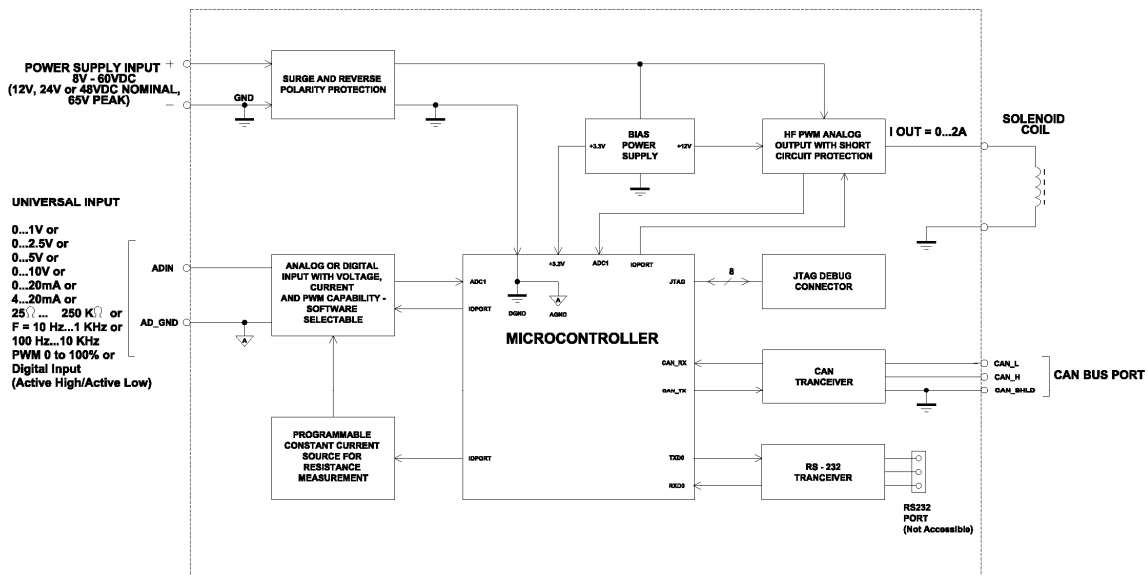 POWER SUPPLY INPUT
8V - 60VDC
(12V, 24V or 48VDC NOMINAL,
65V PEAK)
+
−
GND
SURGE AND REVERSE
POLARITY PROTECTION
+3.3V
BIAS
POWER
SUPPLY
+12V
HF PWM ANALOG
OUTPUT WITH SHORT
CIRCUIT PROTECTION
I OUT = 0...2A
SOLENOID
COIL
UNIVERSAL INPUT
0...1V or
0...2.5V or
0...5V or
0...10V or
0...20mA or
4...20mA or
25Ω ... 250 KΩ or
F = 10 Hz...1 KHz or
100 Hz...10 KHz
PWM 0 to 100% or
Digital Input
(Active High/Active Low)
ADIN
AD_GND
A
ANALOG OR DIGITAL
INPUT WITH VOLTAGE,
CURRENT
AND PWM CAPABILITY -
SOFTWARE
SELECTABLE
PROGRAMMABLE
CONSTANT CURRENT
SOURCE FOR
RESISTANCE
MEASUREMENT
+3.3V
ADC1
IOPORT
ADC1
IOPORT
DGND
A
AGND
MICROCONTROLLER
IOPORT
JTAG
CAN_RX
CAN_TX
TXD0
RXD0
8
JTAG DEBUG
CONNECTOR
CAN
TRANCEIVER
CAN_L
CAN_H
CAN_SHLD
CAN BUS PORT
RS - 232
TRANCEIVER
RS232
PORT
(Not Accessible)